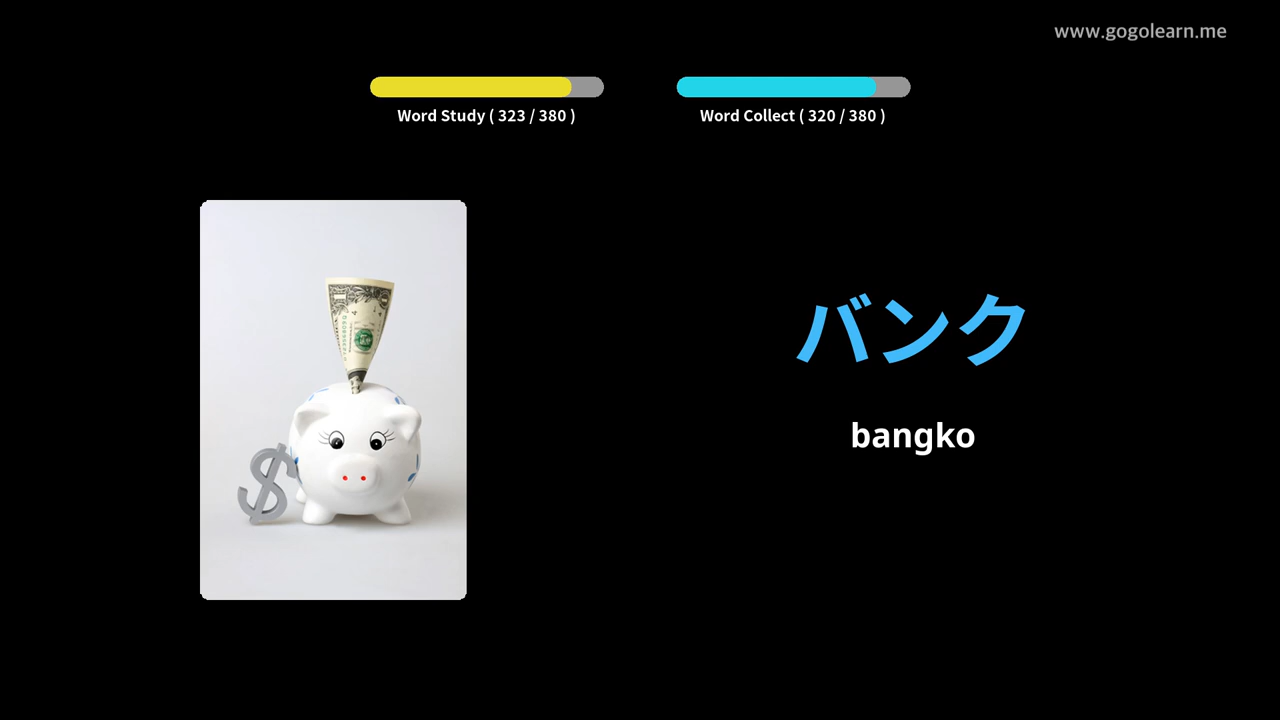 www.gogolearn.me
Word Study ( 323 / 380 )
Word Collect ( 320 / 380 )
バンク
bangko
$